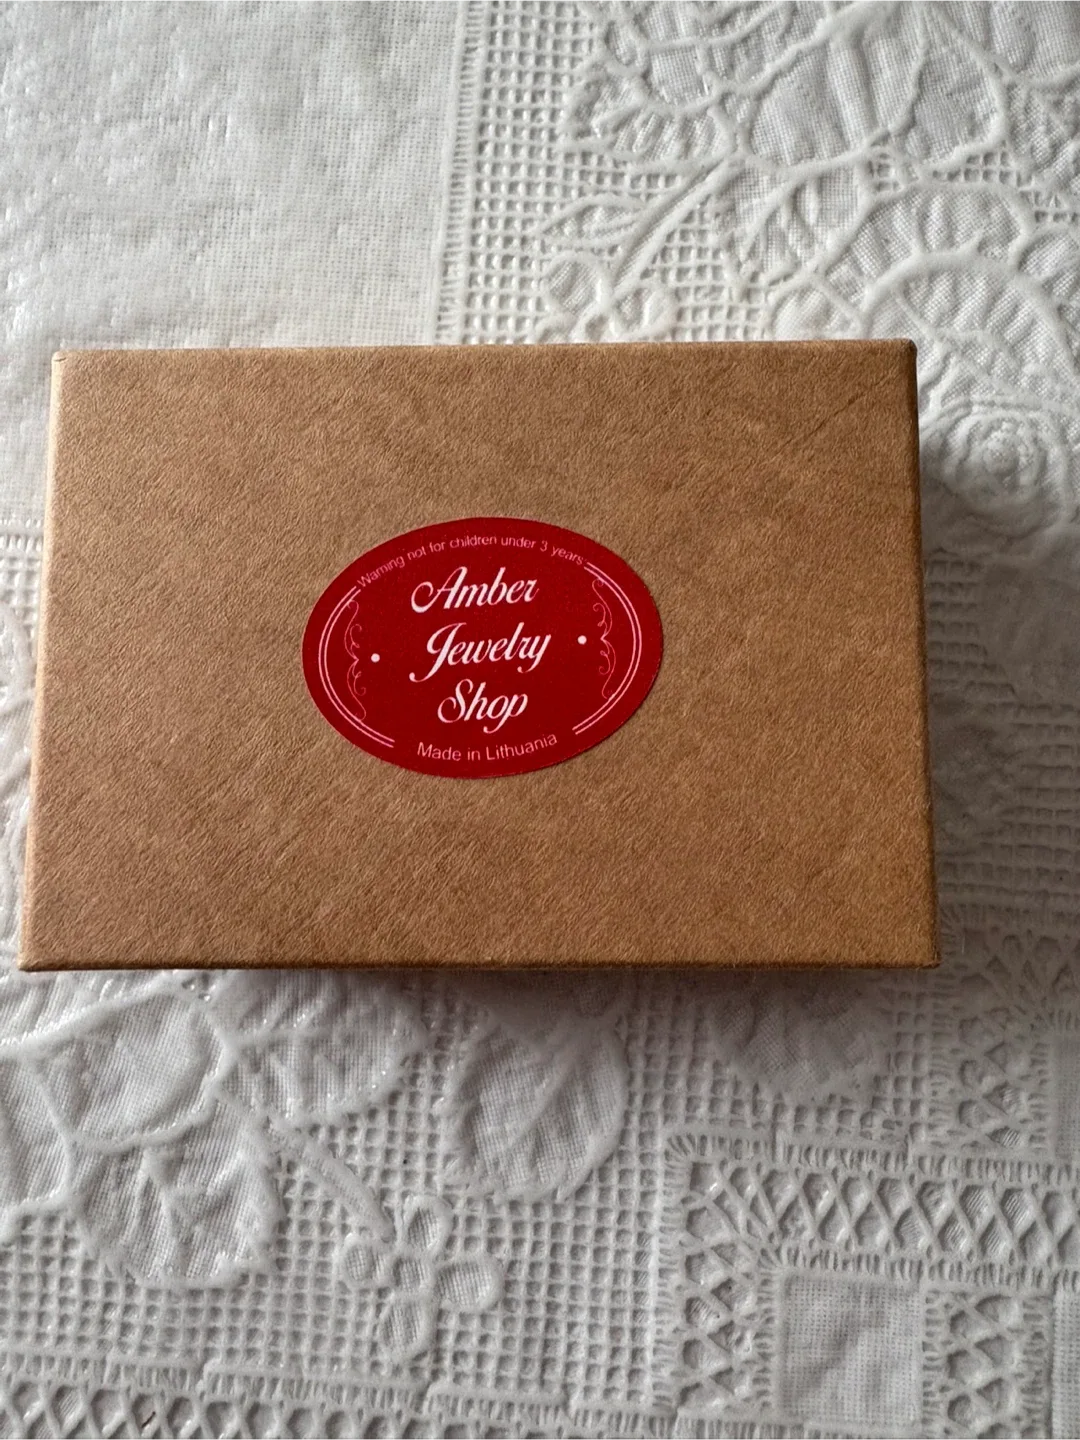 Warning not for children under 3 years
Amber
Jewelry
Shop
Made in Lithuania